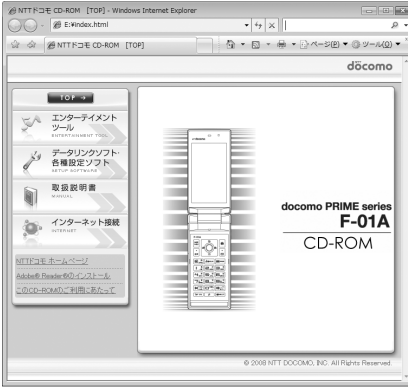 NTTドコモ CD-ROM [TOP] - Windows Internet Explorer
E:¥index.html
NTTドコモ CD-ROM [TOP]
ページ(P)
ツール(O)
döcomo
TOP →
エンターテイメント
ツール
ENTERTAINMENT TOOL
データリンクソフト・
各種設定ソフト
SETUP SOFTWARE
取扱説明書
MANUAL
インターネット接続
INTERNET
NTTドコモ ホームページ
Adobe® Reader®のインストール
このCD-ROMのご利用にあたって
docomo PRIME series
F-01A
CD-ROM
© 2008 NTT DOCOMO, INC. All Rights Reserved.